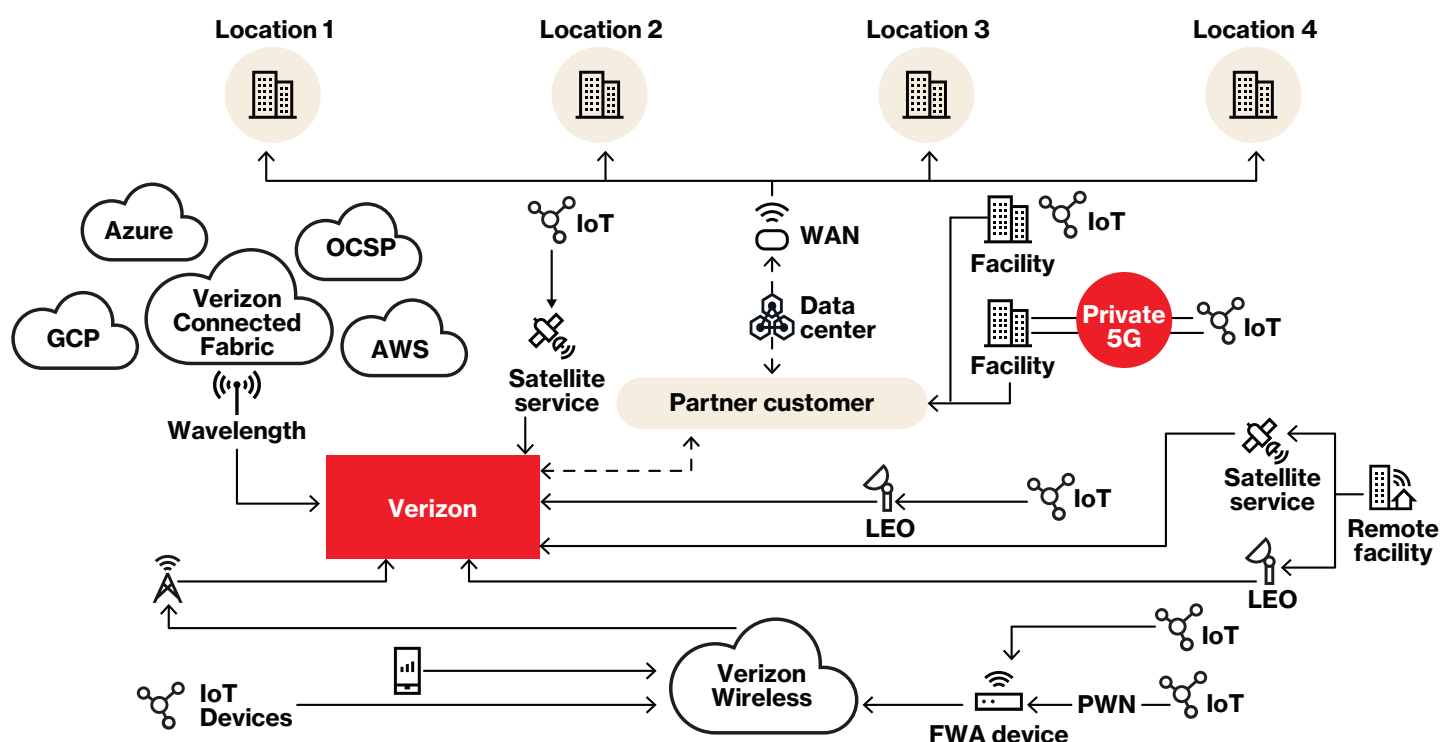 Location 1
Location 2
Location 3
Location 4
Azure
OCSP
Verizon
Connected
Fabric
GCP
AWS
Wavelength
IoT
Satellite
service
WAN
Data
center
Partner customer
IoT
Facility
Private
5G
IoT
Facility
Verizon
LEO
IoT
Satellite
service
Remote
facility
LEO
IoT
Devices
Verizon
Wireless
IoT
PWN
IoT
FWA device